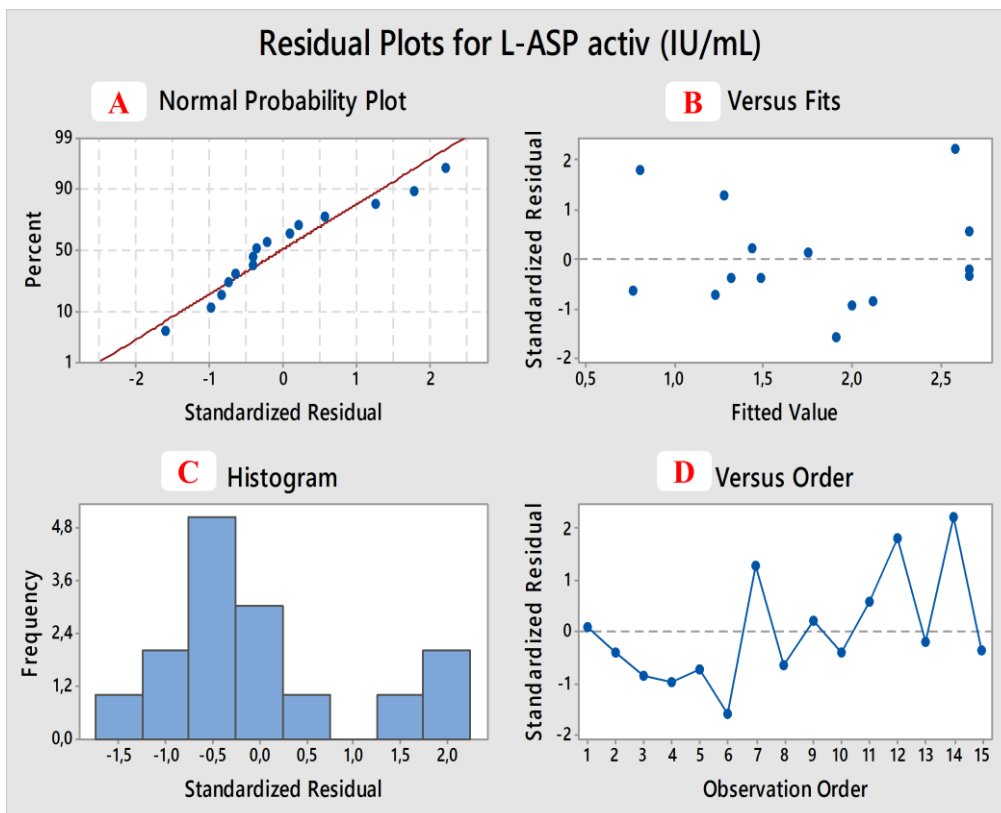 Residual Plots for L-ASP activ (IU/mL)
A Normal Probability Plot
99
90
50
10
1
Percent
-2 -1 0 1 2
Standardized Residual
B Versus Fits
2
1
0
-1
-2
Standardized Residual
0,5 1,0 1,5 2,0 2,5
Fitted Value
C Histogram
4,8
3,6
2,4
1,2
0,0
Frequency
-1,5 -1,0 -0,5 0,0 0,5 1,0 1,5 2,0
Standardized Residual
D Versus Order
2
1
0
-1
-2
Standardized Residual
1 2 3 4 5 6 7 8 9 10 11 12 13 14 15
Observation Order